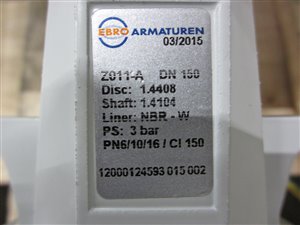 EBRO ARMATUREN
03/2015
Z011-A DN 150
Disc: 1.4408
Shaft: 1.4104
Liner: NBR - W
PS: 3 bar
PN6/10/16 / Cl 150
12000124593 015 002